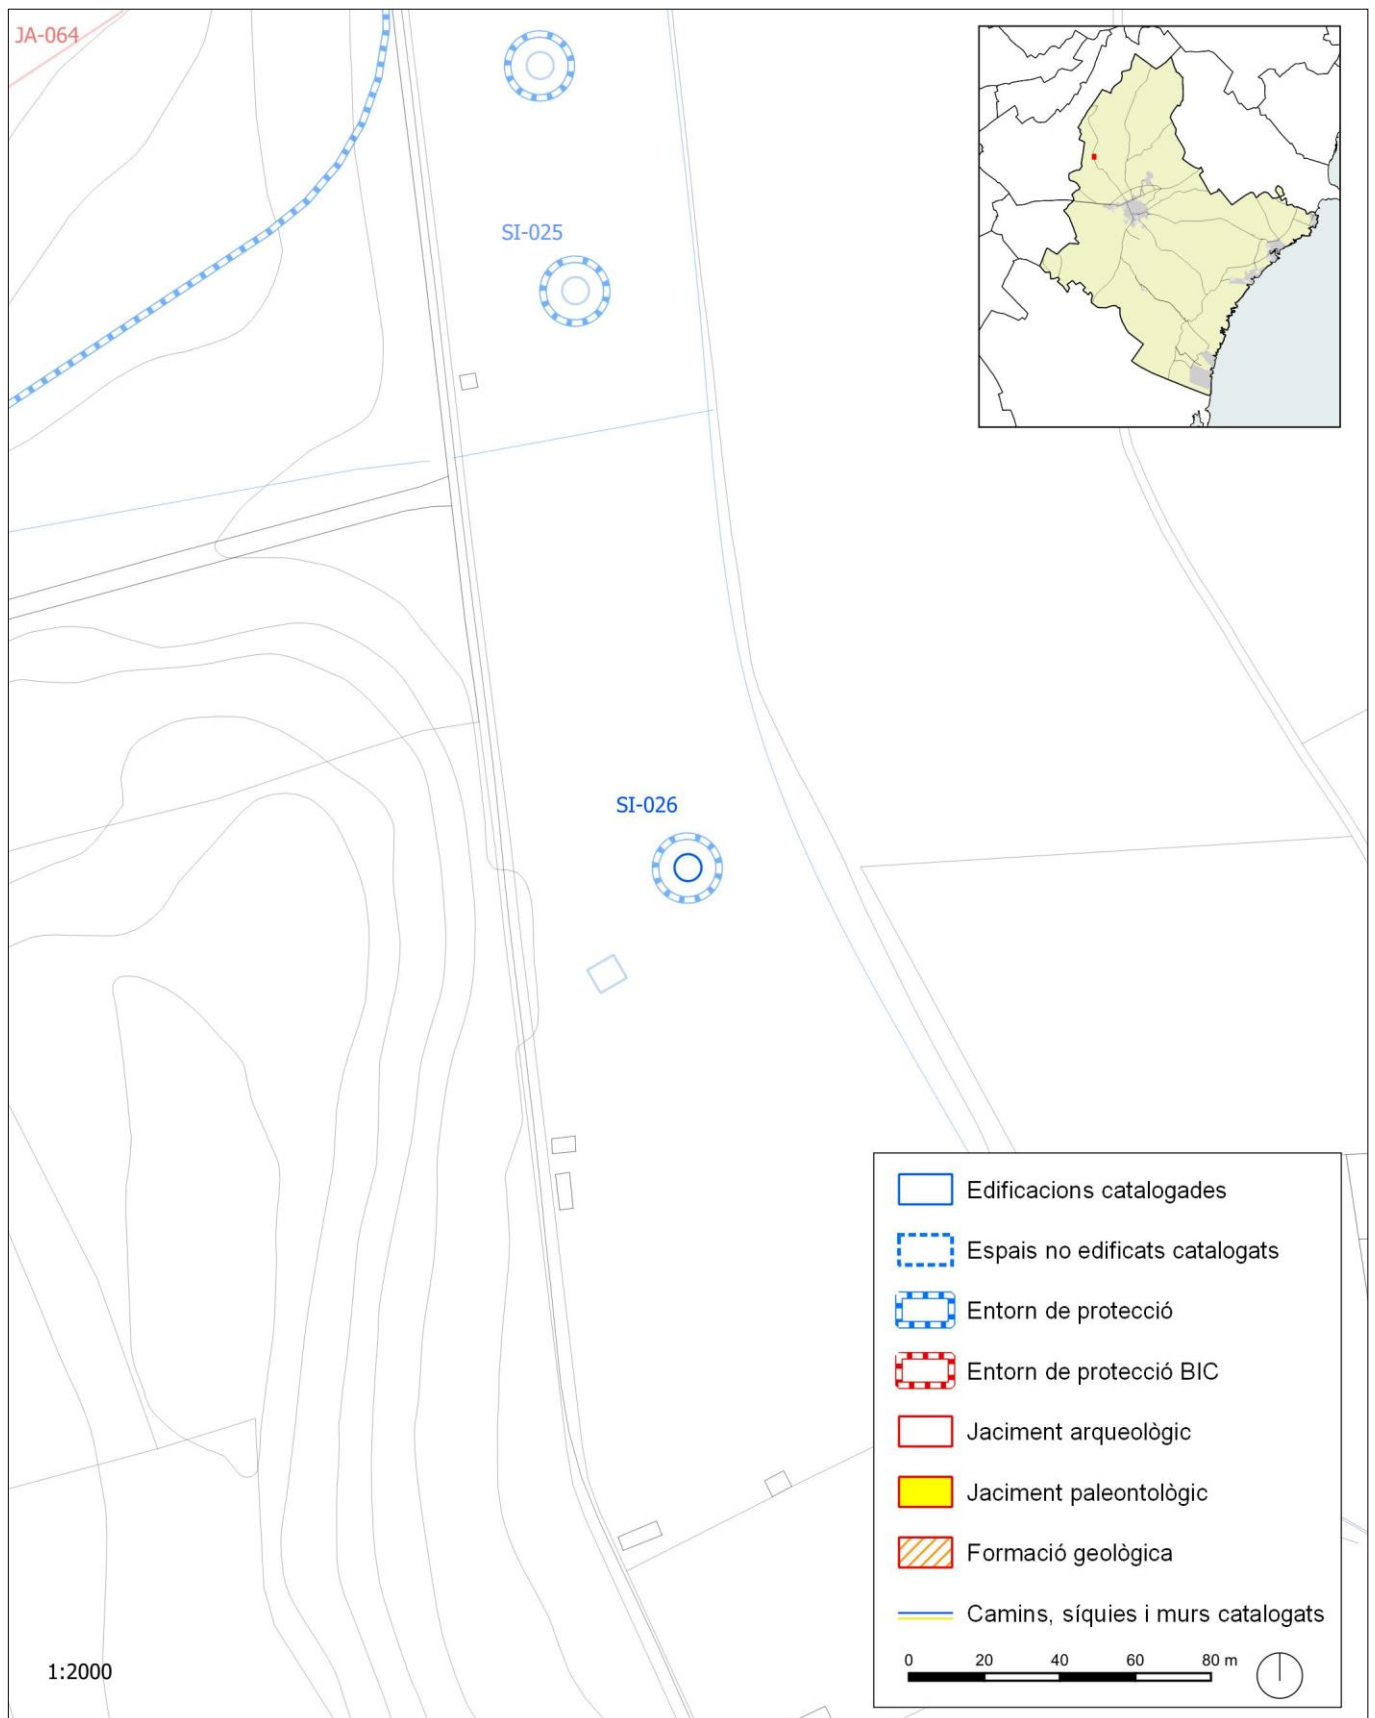 JA-064
SI-025
SI-026
Edificacions catalogades
Espais no edificats catalogats
Entorn de protecció
Entorn de protecció BIC
Jaciment arqueològic
Jaciment paleontològic
Formació geològica
Camins, síquies i murs catalogats
0 20 40 60 80 m
1:2000